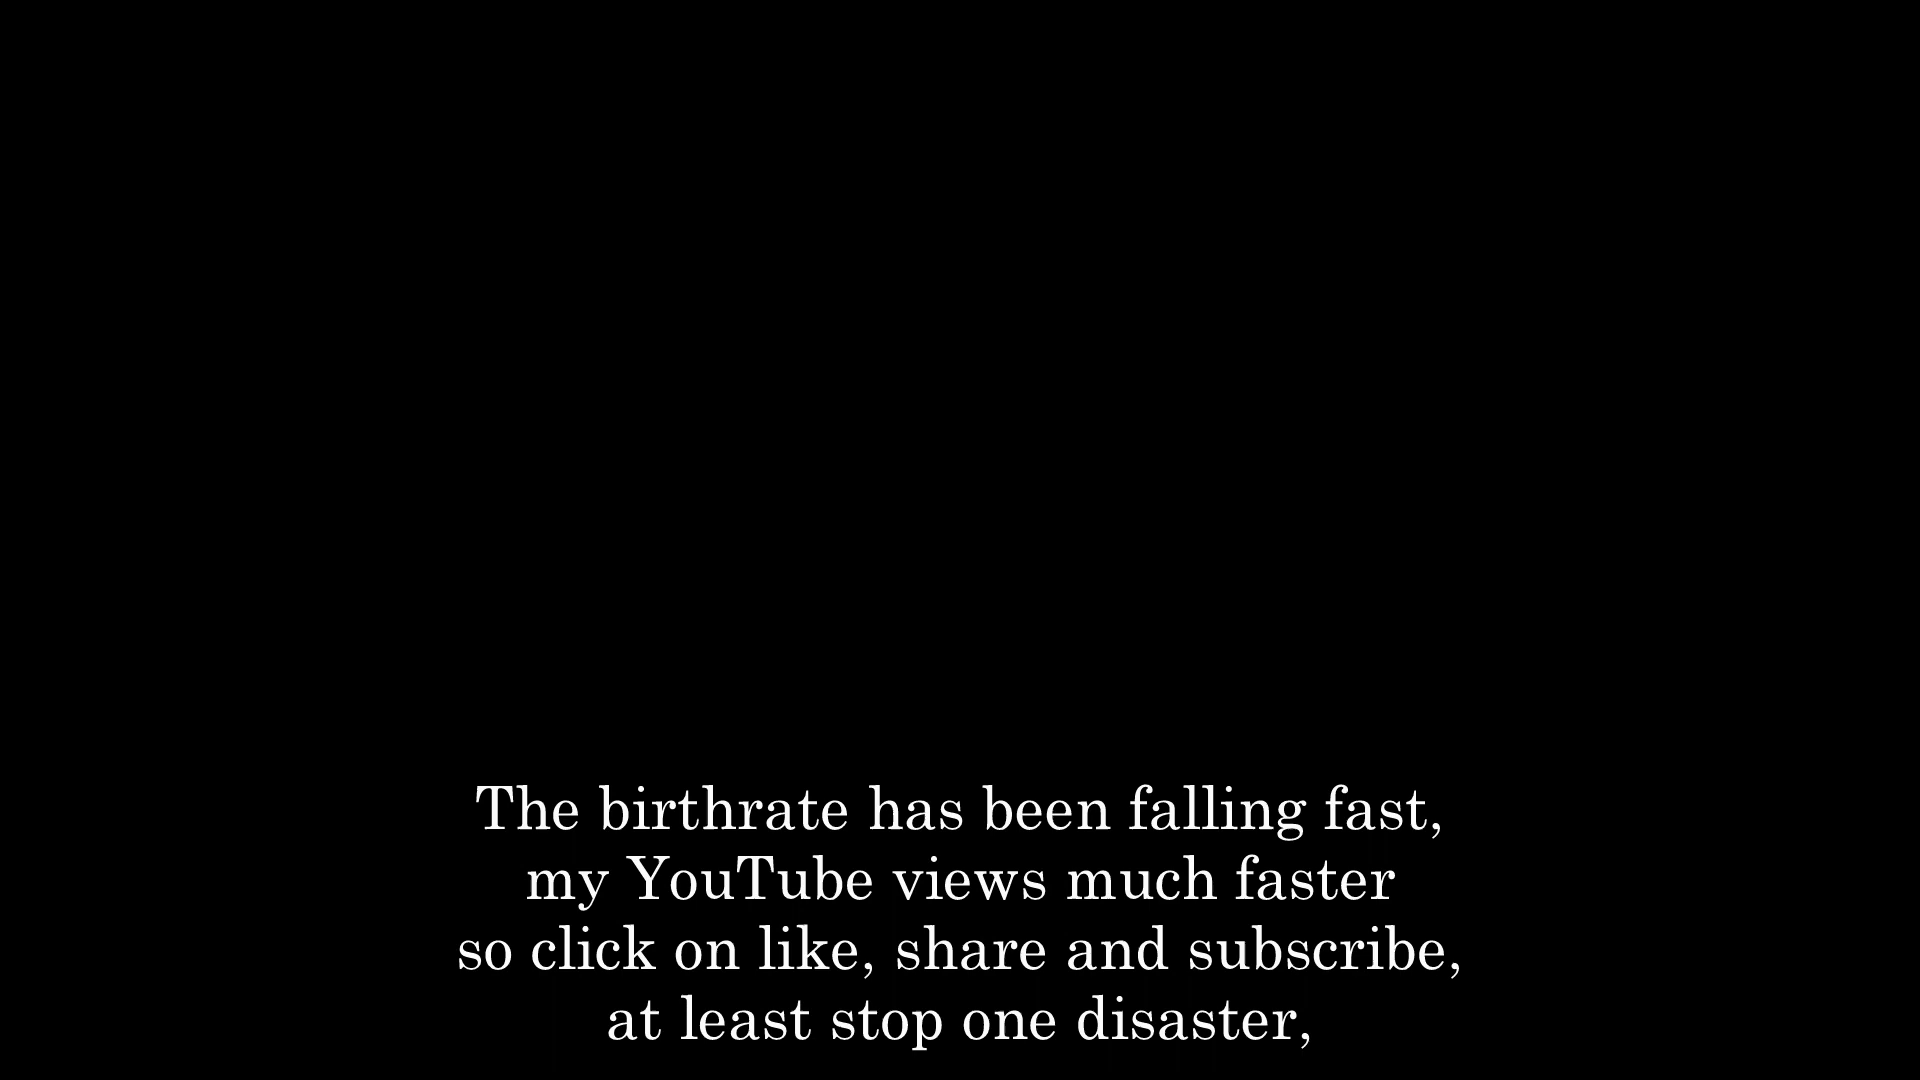 The birthrate has been falling fast,
my YouTube views much faster
so click on like, share and subscribe,
at least stop one disaster,